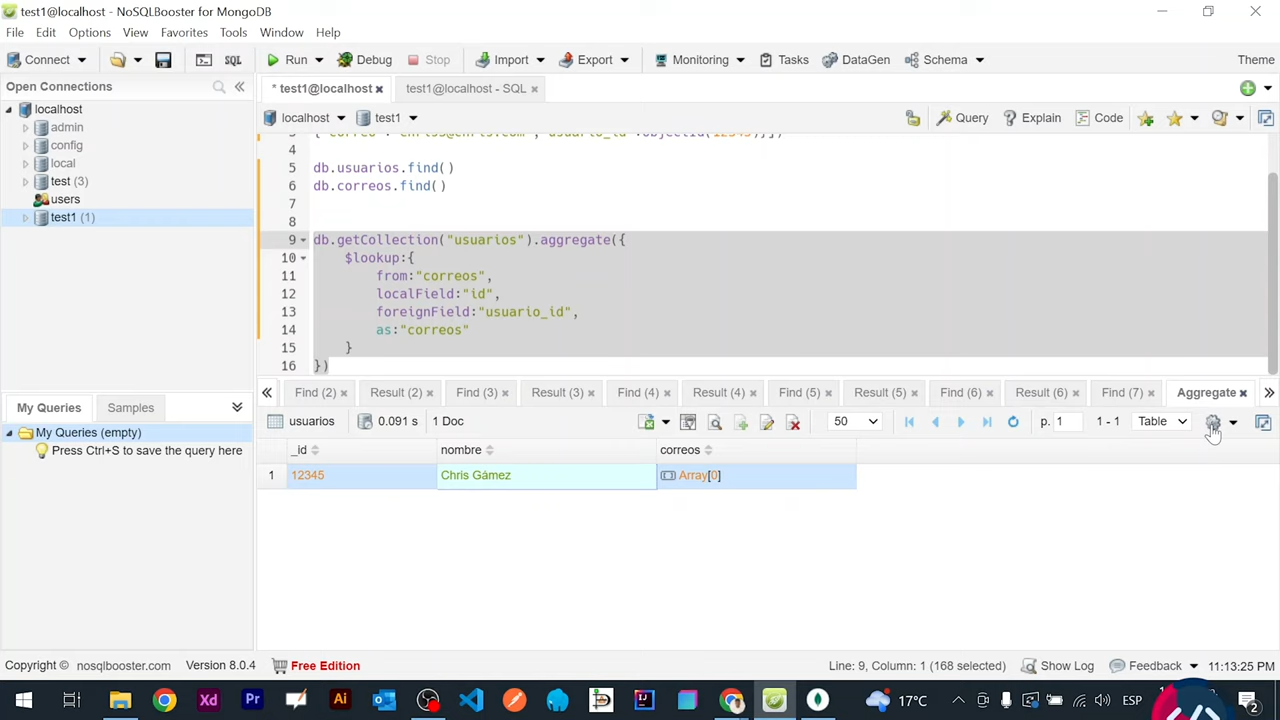 test1@localhost - NoSQLBooster for MongoDB
File Edit Options View Favorites Tools Window Help
Connect SQL Run Debug Stop Import Export Monitoring Tasks DataGen Schema Theme
Open Connections
* test1@localhost test1@localhost - SQL
localhost
admin
config
local
test (3)
users
test1 (1)
localhost test1 Query Explain Code
4
5 db.usuarios.find()
6 db.correos.find()
7
8
9 db.getCollection("usuarios").aggregate({
10 $lookup:{
11 from:"correos",
12 localField:"id",
13 foreignField:"usuario_id",
14 as:"correos"
15 }
16 })
Find (2) Result (2) Find (3) Result (3) Find (4) Result (4) Find (5) Result (5) Find (6) Result (6) Find (7) Aggregate
usuarios 0.091 s 1 Doc 50 p. 1 1 - 1 Table
_id nombre correos
1 12345 Chris Gámez Array[0]
My Queries Samples
My Queries (empty)
Press Ctrl+S to save the query here
Copyright © nosqlbooster.com Version 8.0.4 Free Edition Line: 9, Column: 1 (168 selected) Show Log Feedback 11:13:25 PM
Xd Pr Ai 17°C ESP 2